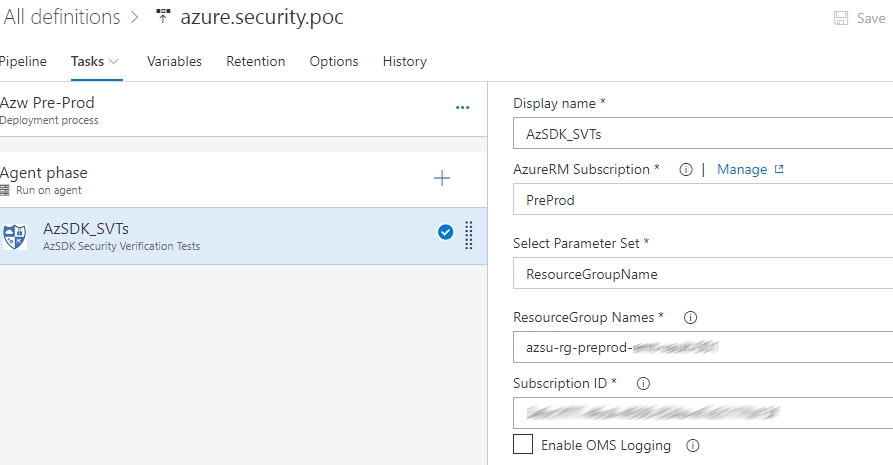 All definitions > azure.security.poc
Save
Pipeline Tasks Variables Retention Options History
Azw Pre-Prod
Deployment process
Agent phase
Run on agent
AzSDK_SVTs
AzSDK Security Verification Tests
Display name *
AzSDK_SVTs
AzureRM Subscription * | Manage
PreProd
Select Parameter Set *
ResourceGroupName
ResourceGroup Names *
azsu-rg-preprod-
Subscription ID *
Enable OMS Logging